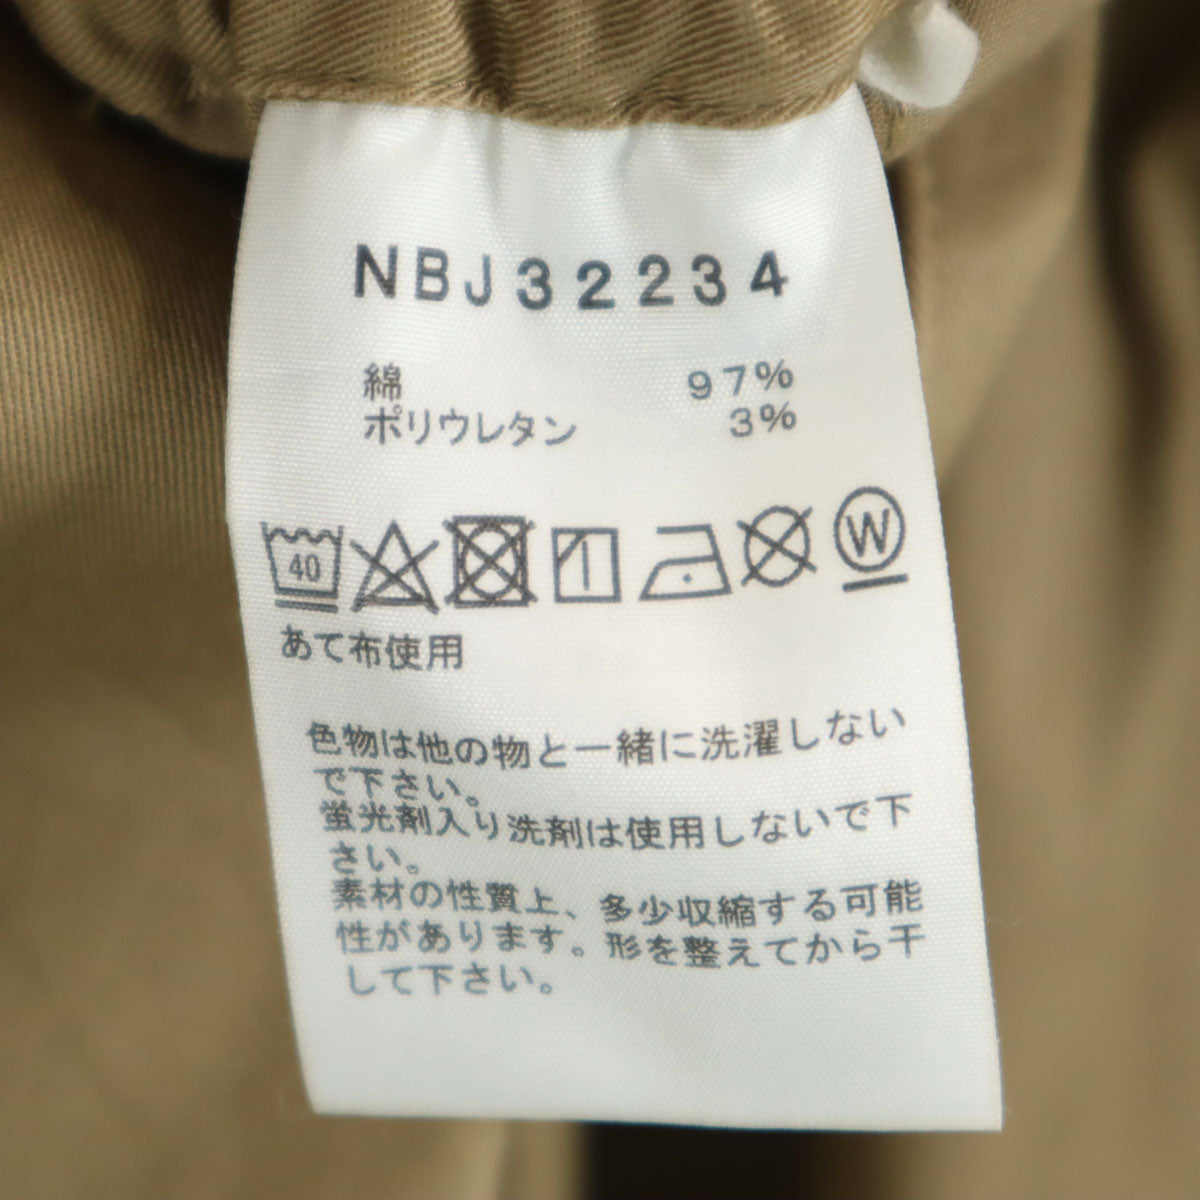 NBJ32234
綿 97%
ポリウレタン 3%
40 W
あて布使用
色物は他の物と一緒に洗濯しない
で下さい。
蛍光剤入り洗剤は使用しないで下
さい。
素材の性質上、多少収縮する可能
性があります。形を整えてから干
して下さい。